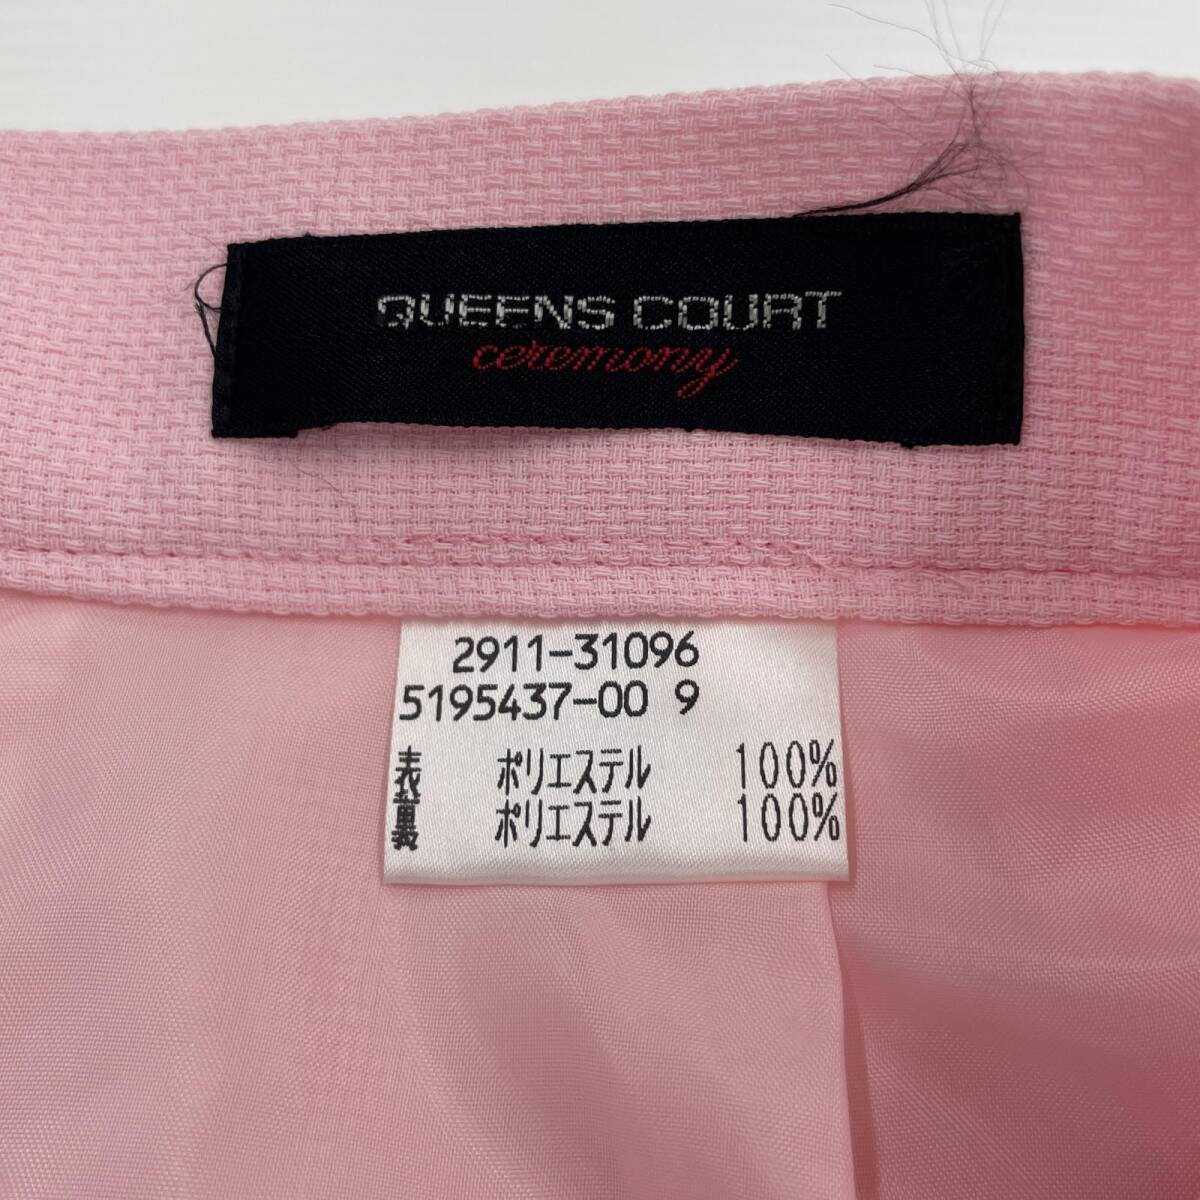 QUEENS COURT
ceremony
2911-31096
5195437-00 9
表 ポリエステル 100%
裏 ポリエステル 100%